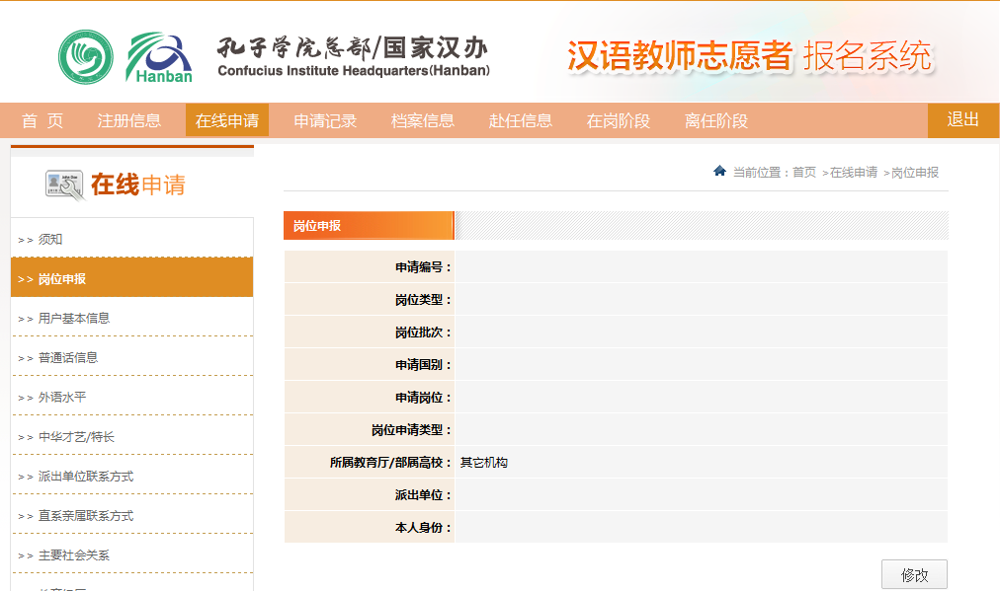 孔子学院总部/国家汉办
Hanban
Confucius Institute Headquarters(Hanban)
汉语教师志愿者 报名系统
首 页 注册信息 在线申请 申请记录 档案信息 赴任信息 在岗阶段 离任阶段 退出
在线申请
当前位置：首页 >在线申请 >岗位申报
>> 须知
>> 岗位申报
>> 用户基本信息
>> 普通话信息
>> 外语水平
>> 中华才艺/特长
>> 派出单位联系方式
>> 直系亲属联系方式
>> 主要社会关系
岗位申报
申请编号：
岗位类型：
岗位批次：
申请国别：
申请岗位：
岗位申请类型：
所属教育厅/部属高校： 其它机构
派出单位：
本人身份：
修改